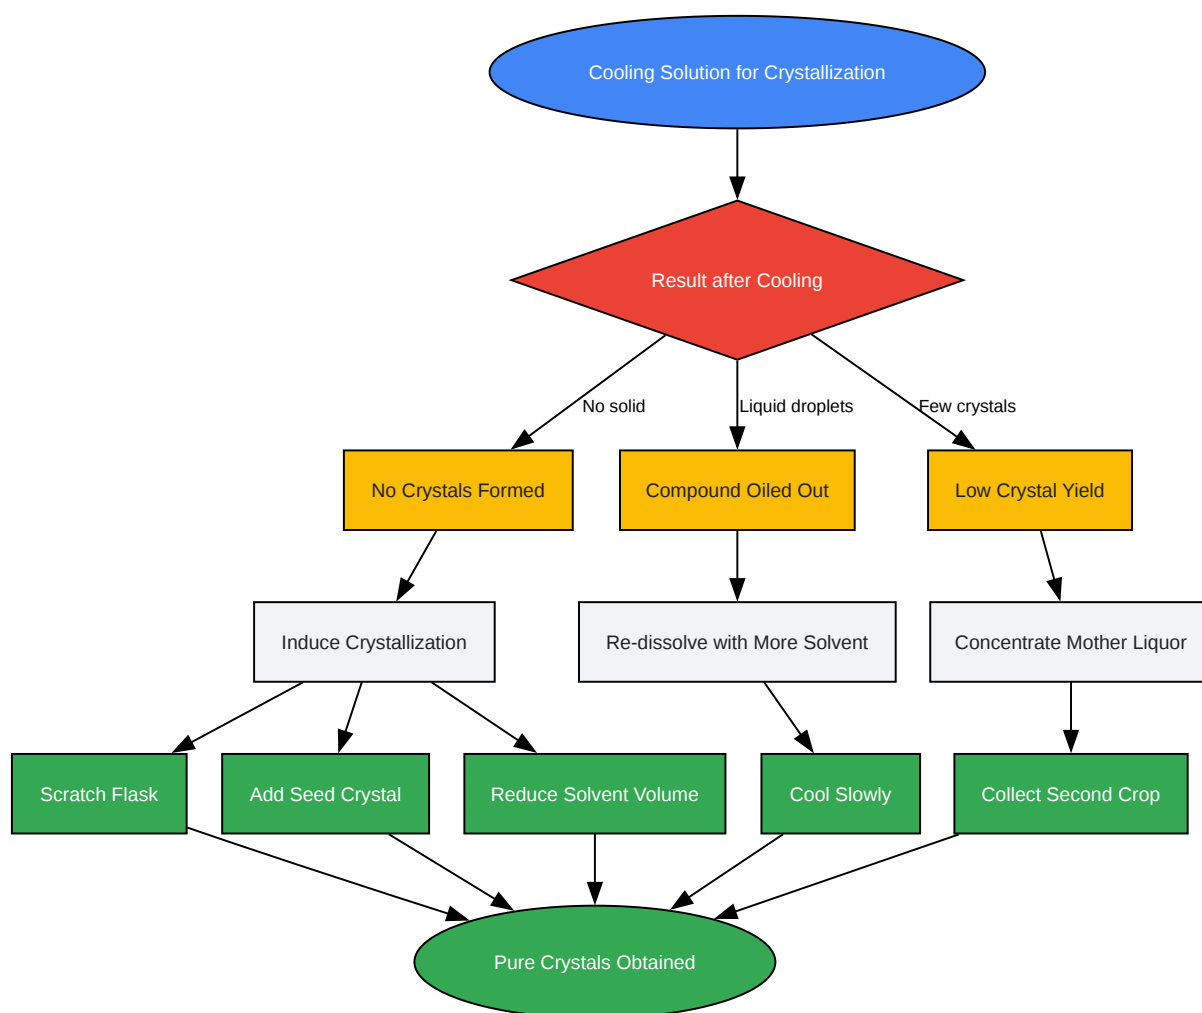 Cooling Solution for Crystallization
Result after Cooling
No solid
Liquid droplets
Few crystals
No Crystals Formed
Compound Oiled Out
Low Crystal Yield
Induce Crystallization
Re-dissolve with More Solvent
Concentrate Mother Liquor
Scratch Flask
Add Seed Crystal
Reduce Solvent Volume
Cool Slowly
Collect Second Crop
Pure Crystals Obtained